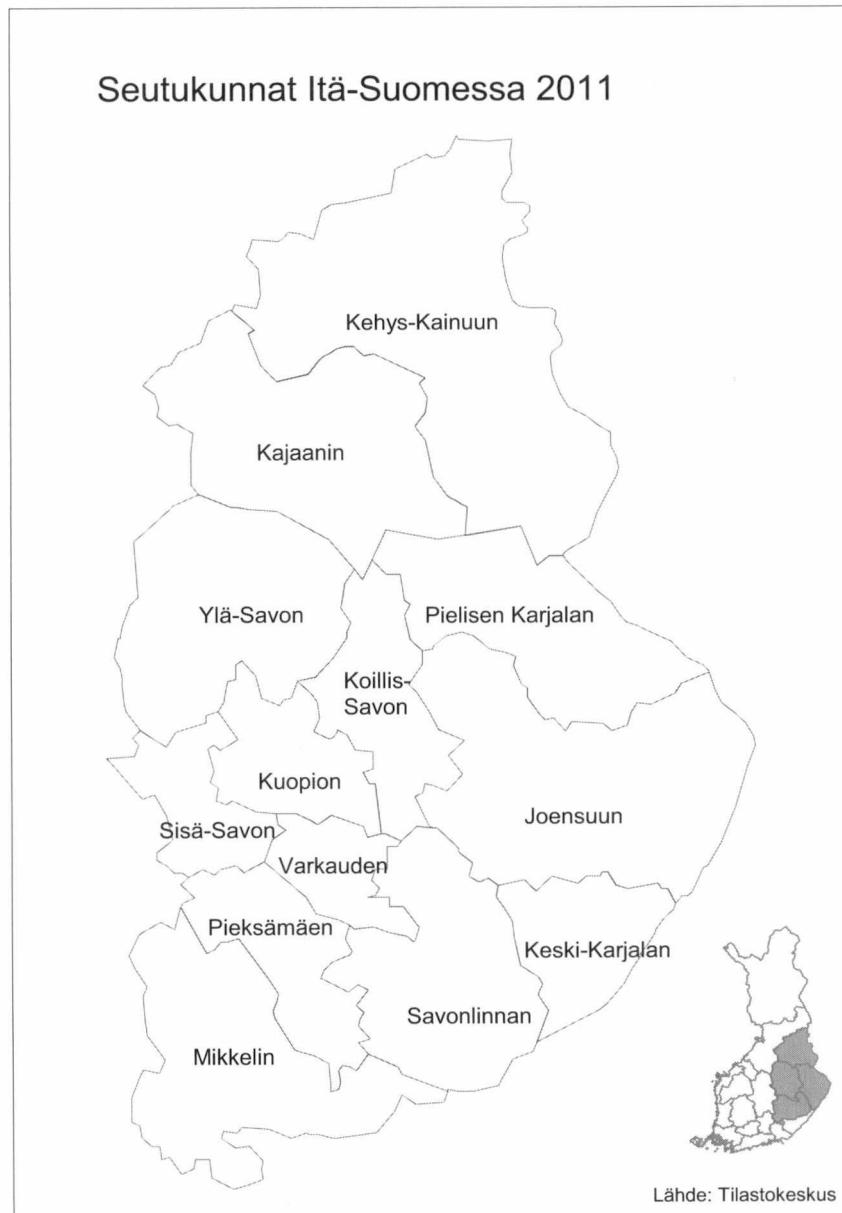 Seutukunnat Itä-Suomessa 2011
Kehys-Kainuun
Kajaanin
Ylä-Savon
Pielisen Karjalan
Koillis-
Savon
Kuopion
Joensuun
Sisä-Savon
Varkauden
Pieksämäen
Keski-Karjalan
Savonlinnan
Mikkelin
Lähde: Tilastokeskus